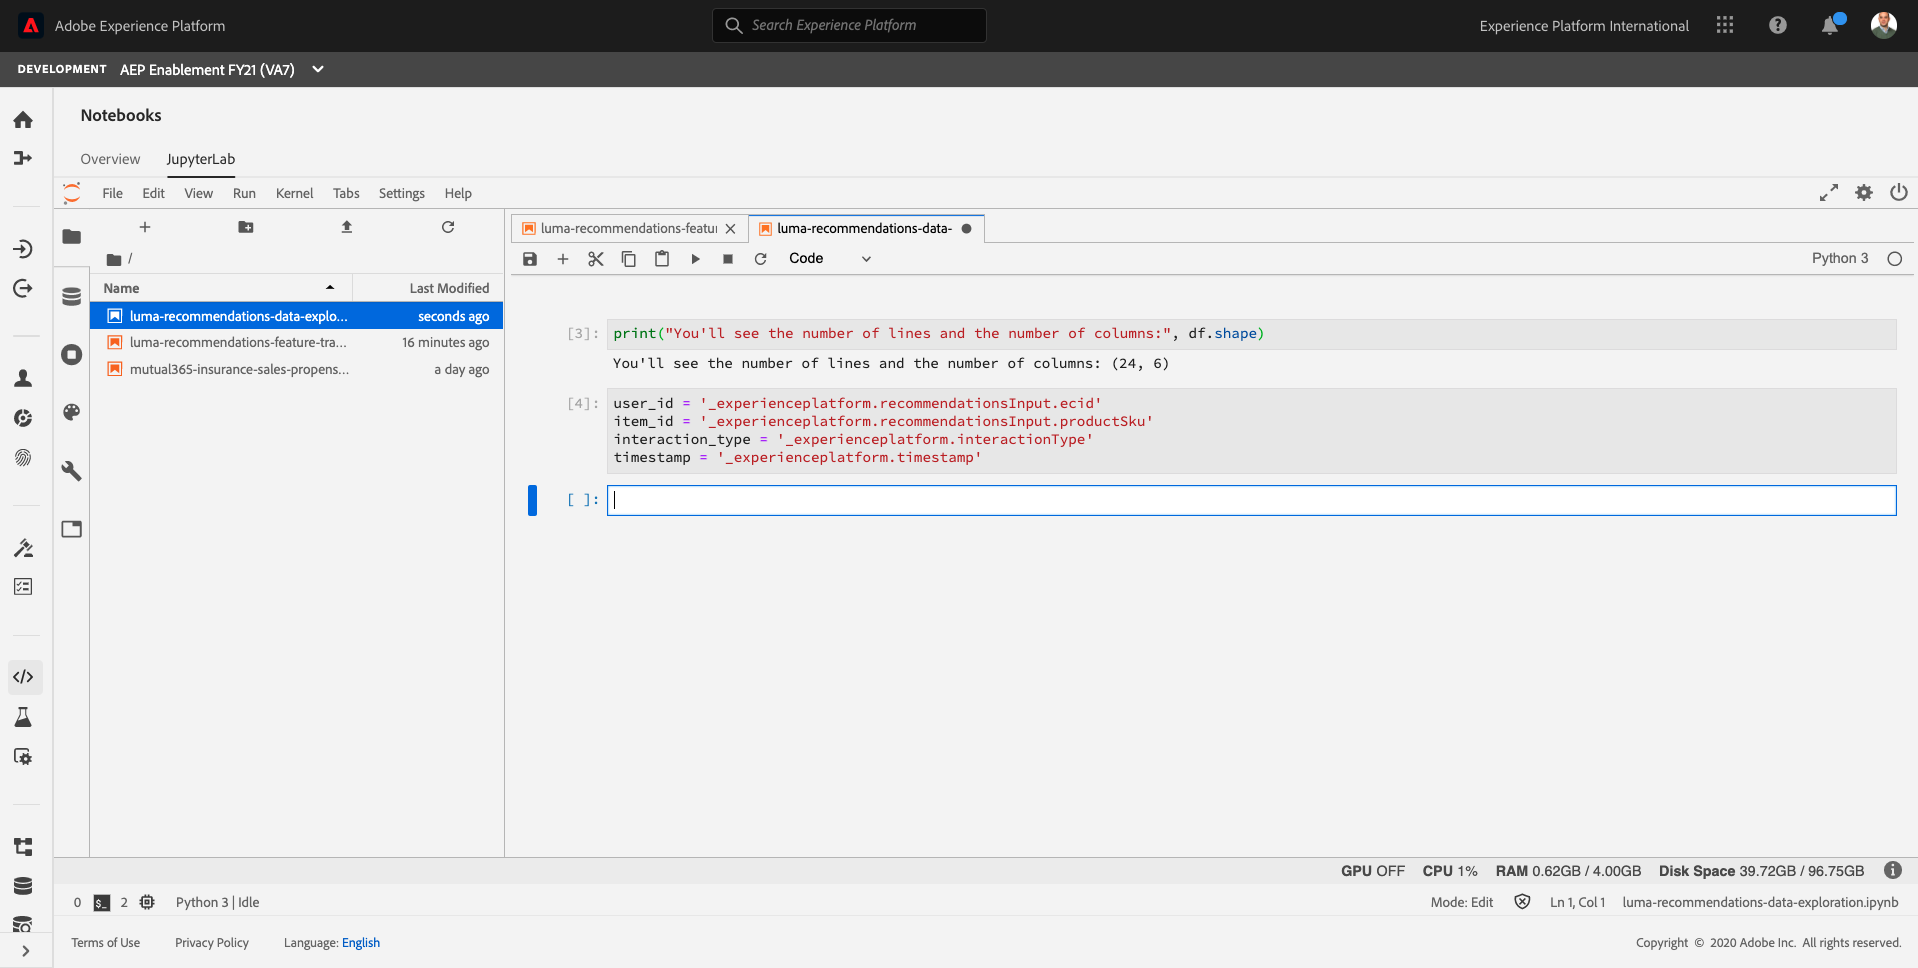 Adobe Experience Platform
Search Experience Platform
Experience Platform International
DEVELOPMENT AEP Enablement FY21 (VA7)
Notebooks
Overview JupyterLab
File Edit View Run Kernel Tabs Settings Help
/
Name Last Modified
luma-recommendations-data-explo... seconds ago
luma-recommendations-feature-tra... 16 minutes ago
mutual365-insurance-sales-propens... a day ago
luma-recommendations-featur luma-recommendations-data-
Code Python 3
[3]: print("You'll see the number of lines and the number of columns:", df.shape)
You'll see the number of lines and the number of columns: (24, 6)
[4]: user_id = '_experienceplatform.recommendationsInput.ecid'
item_id = '_experienceplatform.recommendationsInput.productSku'
interaction_type = '_experienceplatform.interactionType'
timestamp = '_experienceplatform.timestamp'
[ ]:
GPU OFF CPU 1% RAM 0.62GB / 4.00GB Disk Space 39.72GB / 96.75GB
0 $_ 2 Python 3 | Idle Mode: Edit Ln 1, Col 1 luma-recommendations-data-exploration.ipynb
Terms of Use Privacy Policy Language: English Copyright © 2020 Adobe Inc. All rights reserved.